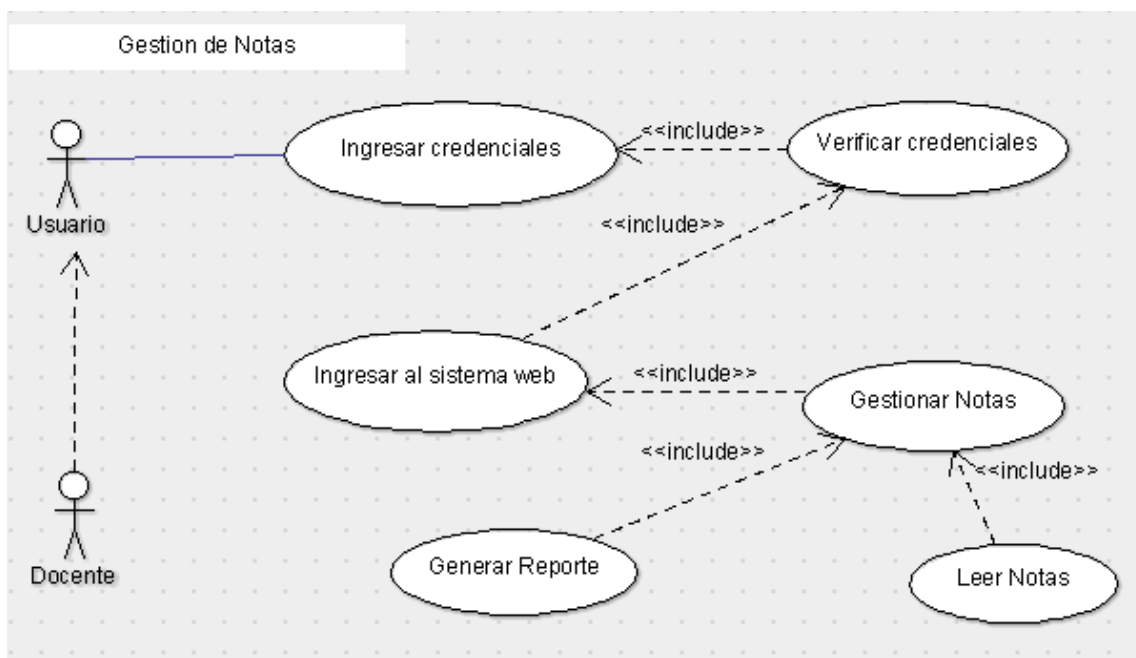 Gestion de Notas
Ingresar credenciales
<<include>>
Verificar credenciales
Usuario
<<include>>
Ingresar al sistema web
<<include>>
Gestionar Notas
<<include>>
<<include>>
Generar Reporte
Leer Notas
Docente